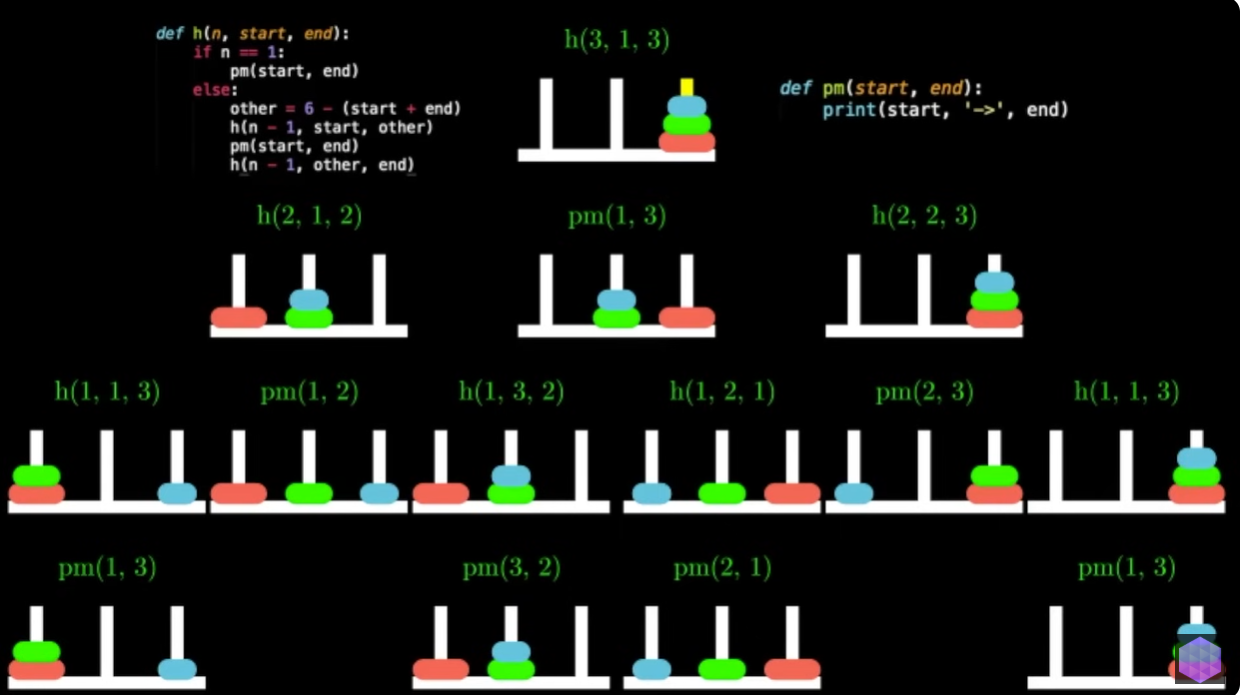 def h(n, start, end):
    if n == 1:
        pm(start, end)
    else:
        other = 6 - (start + end)
        h(n - 1, start, other)
        pm(start, end)
        h(n - 1, other, end)
h(3, 1, 3)
def pm(start, end):
    print(start, '->', end)
h(2, 1, 2)
pm(1, 3)
h(2, 2, 3)
h(1, 1, 3)
pm(1, 2)
h(1, 3, 2)
h(1, 2, 1)
pm(2, 3)
h(1, 1, 3)
pm(1, 3)
pm(3, 2)
pm(2, 1)
pm(1, 3)